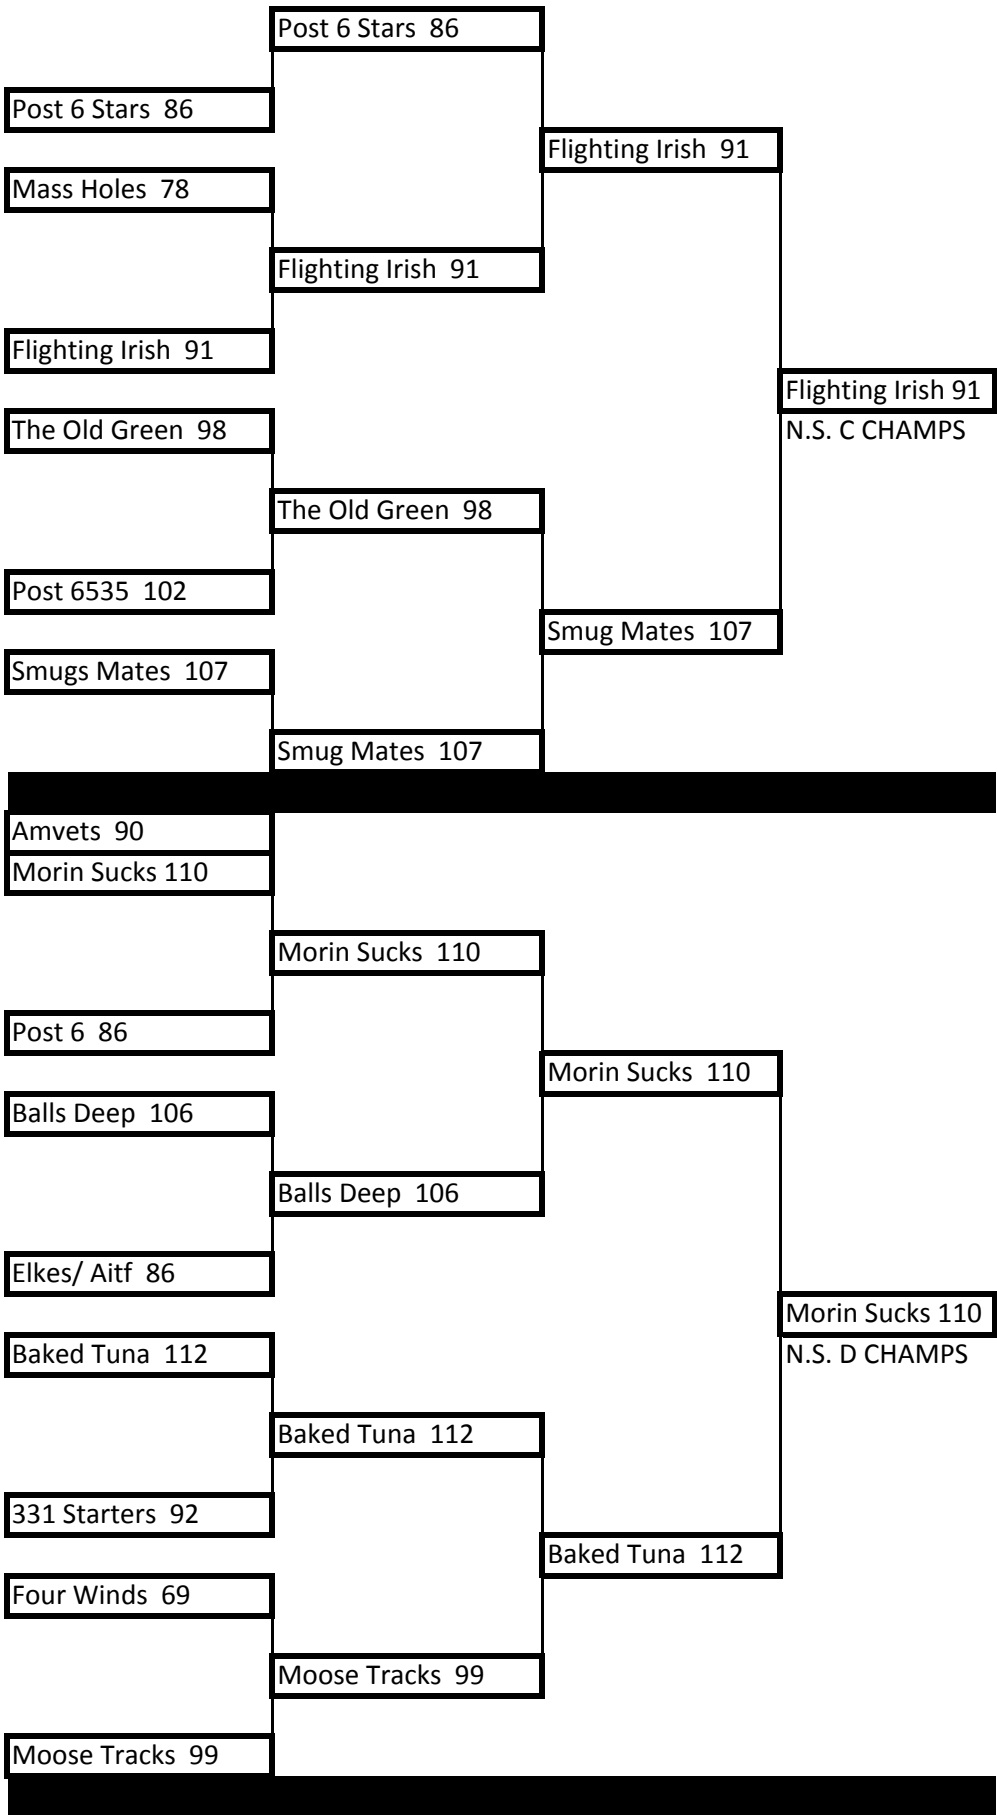 Post 6 Stars 86
Post 6 Stars 86
Flighting Irish 91
Mass Holes 78
Flighting Irish 91
Flighting Irish 91
Flighting Irish 91
The Old Green 98
N.S. C CHAMPS
The Old Green 98
Post 6535 102
Smug Mates 107
Smugs Mates 107
Smug Mates 107
Amvets 90
Morin Sucks 110
Morin Sucks 110
Post 6 86
Morin Sucks 110
Balls Deep 106
Balls Deep 106
Elkes/ Aitf 86
Morin Sucks 110
Baked Tuna 112
N.S. D CHAMPS
Baked Tuna 112
331 Starters 92
Baked Tuna 112
Four Winds 69
Moose Tracks 99
Moose Tracks 99